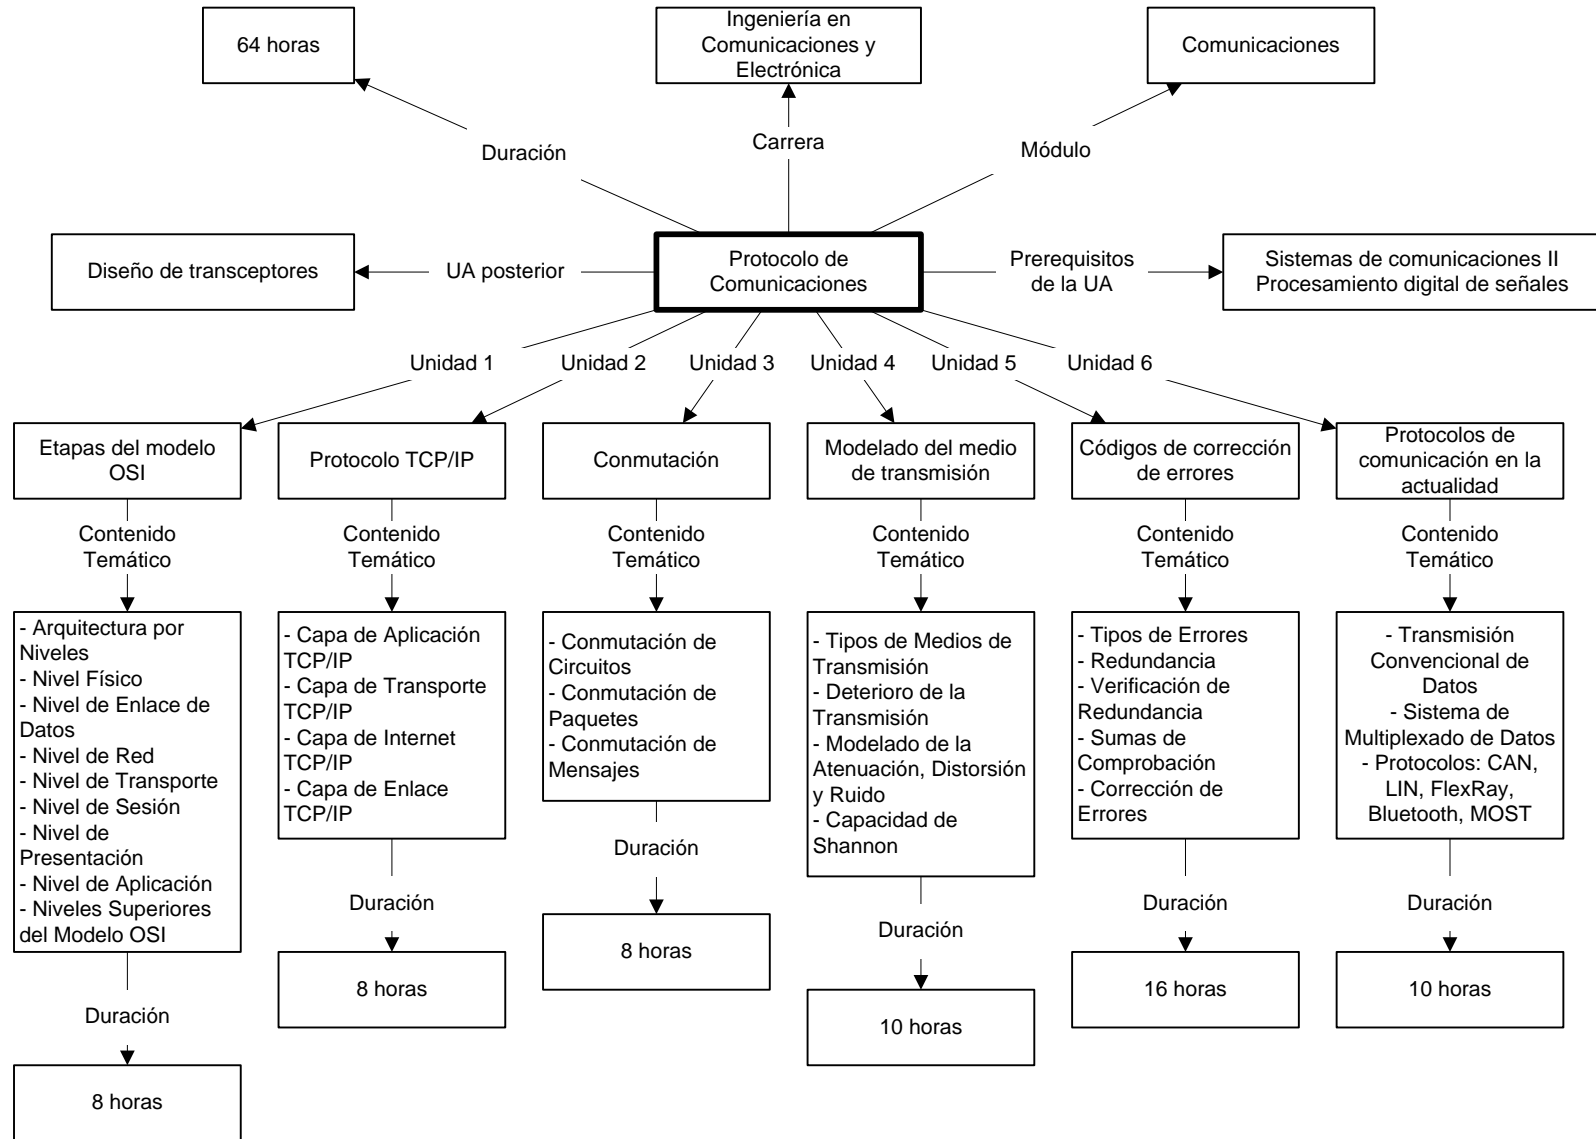 64 horas
Ingeniería en
Comunicaciones y
Electrónica
Comunicaciones
Duración
Carrera
Módulo
Diseño de transceptores
UA posterior
Protocolo de
Comunicaciones
Prerequisitos
de la UA
Sistemas de comunicaciones II
Procesamiento digital de señales
Unidad 1
Unidad 2
Unidad 3
Unidad 4
Unidad 5
Unidad 6
Etapas del modelo
OSI
Protocolo TCP/IP
Conmutación
Modelado del medio
de transmisión
Códigos de corrección
de errores
Protocolos de
comunicación en la
actualidad
Contenido
Temático
Contenido
Temático
Contenido
Temático
Contenido
Temático
Contenido
Temático
Contenido
Temático
- Arquitectura por
Niveles
- Nivel Físico
- Nivel de Enlace de
Datos
- Nivel de Red
- Nivel de Transporte
- Nivel de Sesión
- Nivel de
Presentación
- Nivel de Aplicación
- Niveles Superiores
del Modelo OSI
- Capa de Aplicación
TCP/IP
- Capa de Transporte
TCP/IP
- Capa de Internet
TCP/IP
- Capa de Enlace
TCP/IP
- Conmutación de
Circuitos
- Conmutación de
Paquetes
- Conmutación de
Mensajes
- Tipos de Medios de
Transmisión
- Deterioro de la
Transmisión
- Modelado de la
Atenuación, Distorsión
y Ruido
- Capacidad de
Shannon
- Tipos de Errores
- Redundancia
- Verificación de
Redundancia
- Sumas de
Comprobación
- Corrección de
Errores
- Transmisión
Convencional de
Datos
- Sistema de
Multiplexado de Datos
- Protocolos: CAN,
LIN, FlexRay,
Bluetooth, MOST
Duración
Duración
Duración
Duración
Duración
Duración
8 horas
8 horas
8 horas
10 horas
16 horas
10 horas